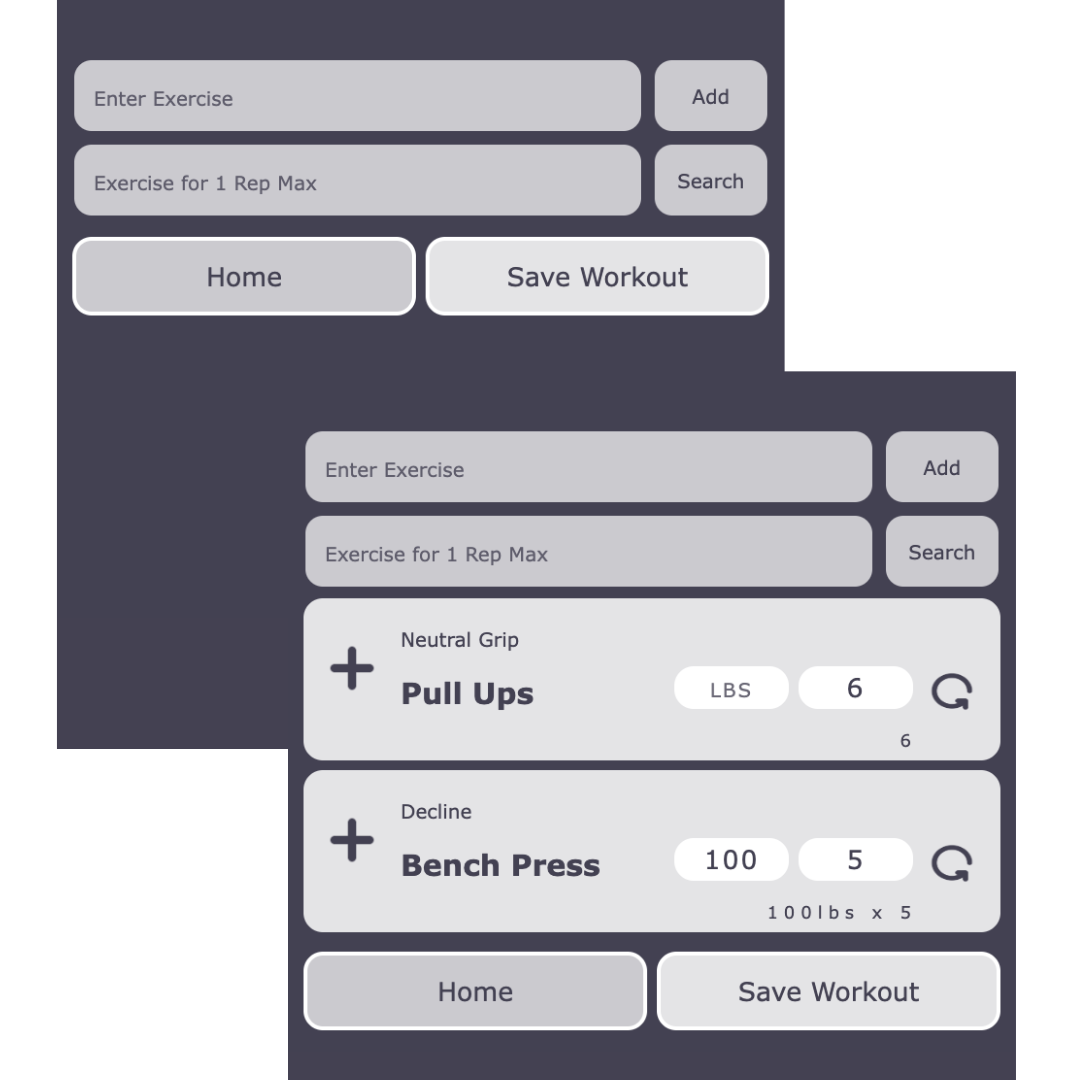 Enter Exercise
Add
Exercise for 1 Rep Max
Search
Home
Save Workout
Enter Exercise
Add
Exercise for 1 Rep Max
Search
Neutral Grip
Pull Ups
LBS
6
6
Decline
Bench Press
100
5
100lbs x 5
Home
Save Workout